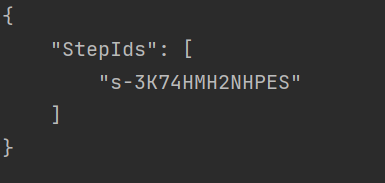 {
    "StepIds": [
        "s-3K74HMH2NHPES"
    ]
}